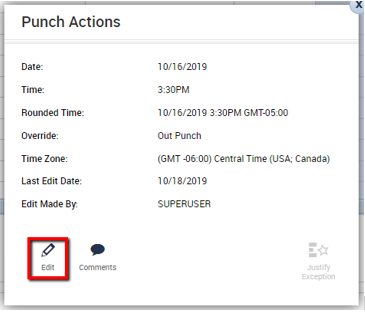 x
Punch Actions
Date: 10/16/2019
Time: 3:30PM
Rounded Time: 10/16/2019 3:30PM GMT-05:00
Override: Out Punch
Time Zone: (GMT -06:00) Central Time (USA; Canada)
Last Edit Date: 10/18/2019
Edit Made By: SUPERUSER
Edit Comments Justify
Exception